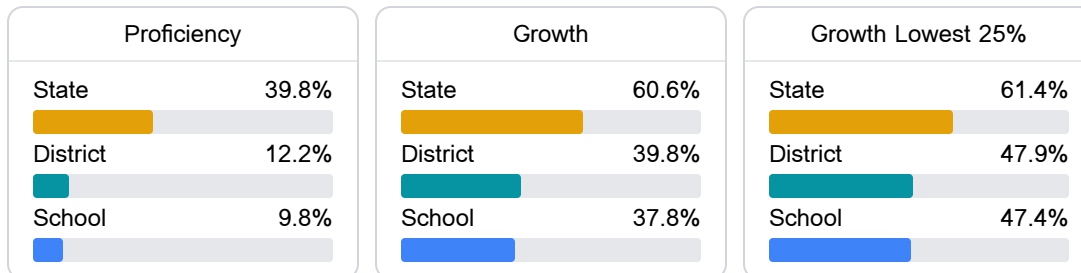 Proficiency
State 39.8%
District 12.2%
School 9.8%
Growth
State 60.6%
District 39.8%
School 37.8%
Growth Lowest 25%
State 61.4%
District 47.9%
School 47.4%